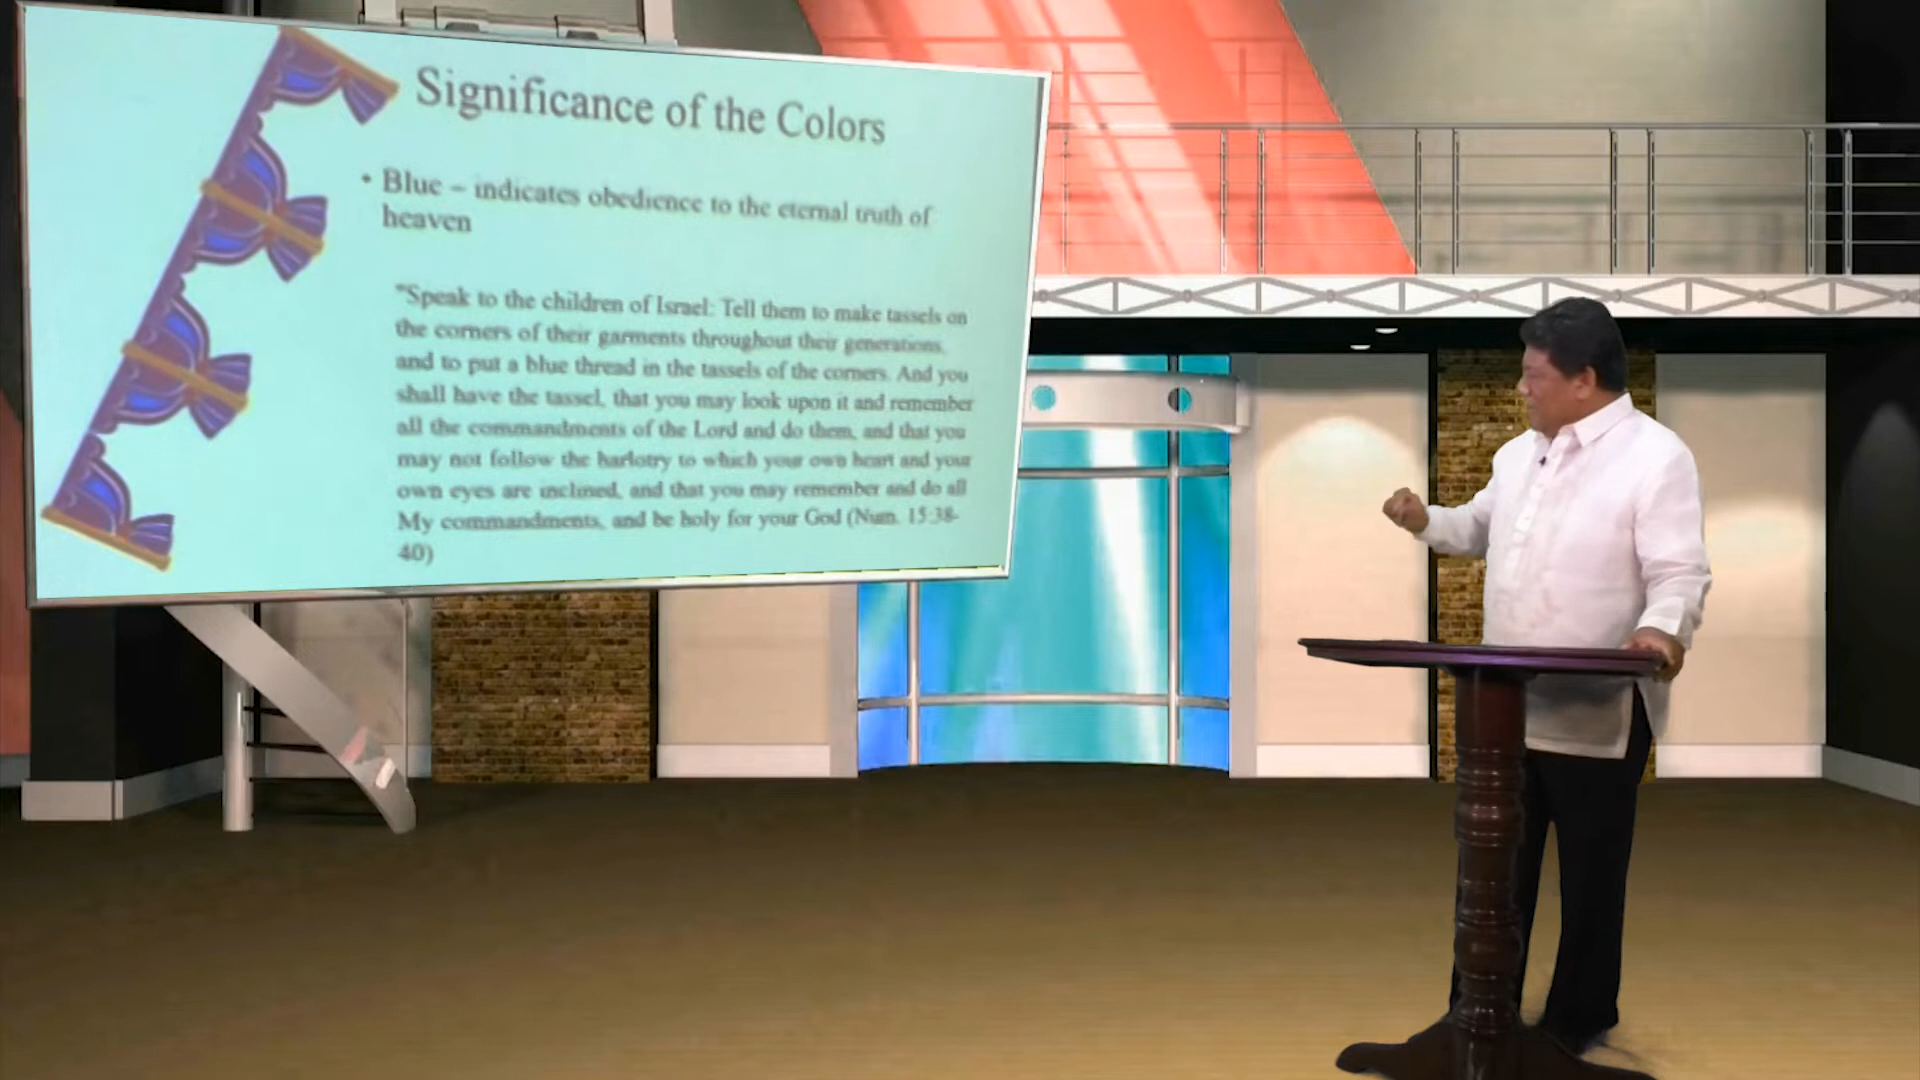 Significance of the Colors
• Blue – indicates obedience to the eternal truth of
heaven
"Speak to the children of Israel: Tell them to make tassels on
the corners of their garments throughout their generations,
and to put a blue thread in the tassels of the corners. And you
shall have the tassel, that you may look upon it and remember
all the commandments of the Lord and do them, and that you
may not follow the harlotry to which your own heart and your
own eyes are inclined, and that you may remember and do all
My commandments, and be holy for your God (Num. 15:38-
40)